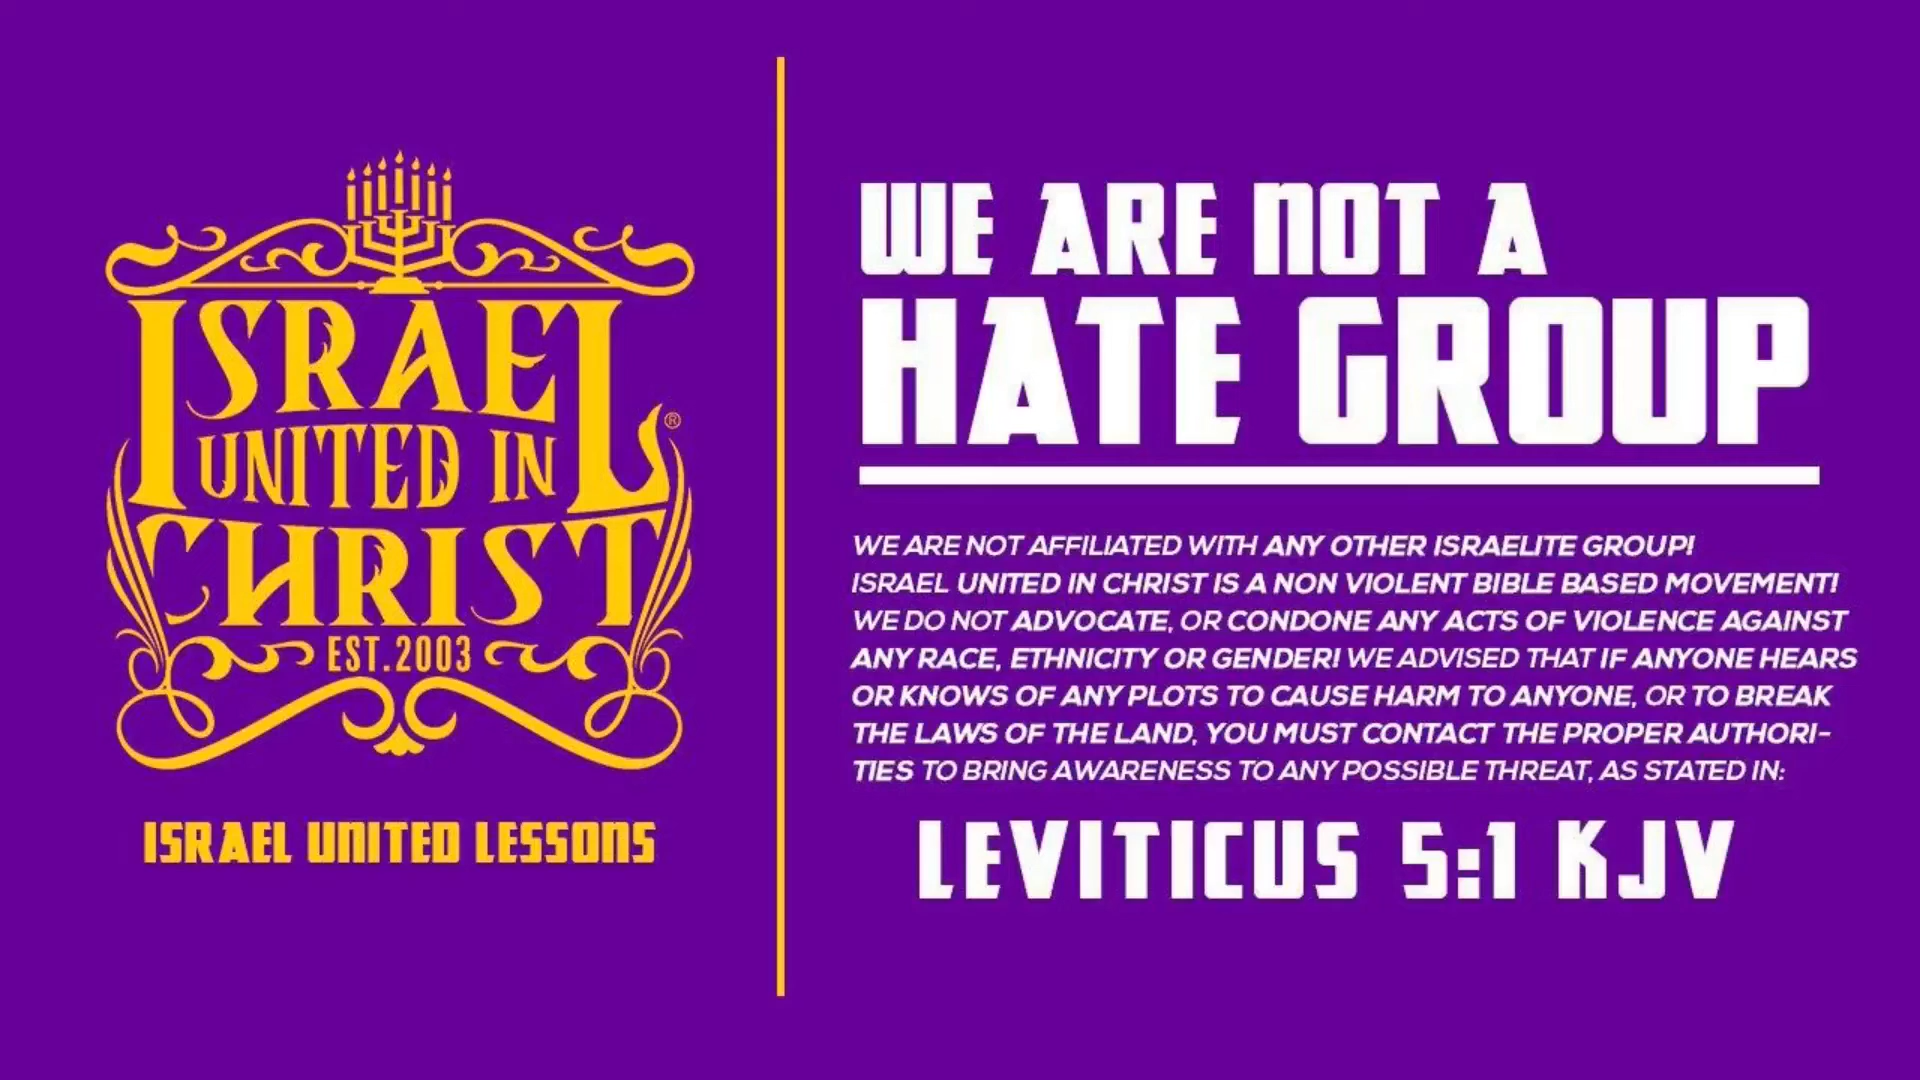 ISRAEL
UNITED IN
CHRIST
®
EST.2003
ISRAEL UNITED LESSONS
WE ARE NOT A
HATE GROUP
WE ARE NOT AFFILIATED WITH ANY OTHER ISRAELITE GROUP!
ISRAEL UNITED IN CHRIST IS A NON VIOLENT BIBLE BASED MOVEMENT!
WE DO NOT ADVOCATE, OR CONDONE ANY ACTS OF VIOLENCE AGAINST
ANY RACE, ETHNICITY OR GENDER! WE ADVISED THAT IF ANYONE HEARS
OR KNOWS OF ANY PLOTS TO CAUSE HARM TO ANYONE, OR TO BREAK
THE LAWS OF THE LAND, YOU MUST CONTACT THE PROPER AUTHORI-
TIES TO BRING AWARENESS TO ANY POSSIBLE THREAT, AS STATED IN:
LEVITICUS 5:1 KJV